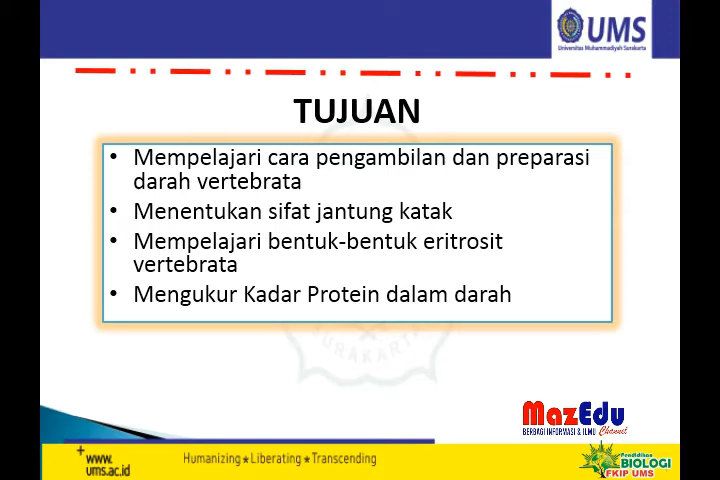 UMS
Universitas Muhammadiyah Surakarta
TUJUAN
• Mempelajari cara pengambilan dan preparasi
darah vertebrata
• Menentukan sifat jantung katak
• Mempelajari bentuk-bentuk eritrosit
vertebrata
• Mengukur Kadar Protein dalam darah
SURAKARTA
MazEdu
BERBAGI INFORMASI & ILMU Channel
www.
ums.ac.id
Humanizing★Liberating★Transcending
Pendidikan
BIOLOGI
FKIP UMS